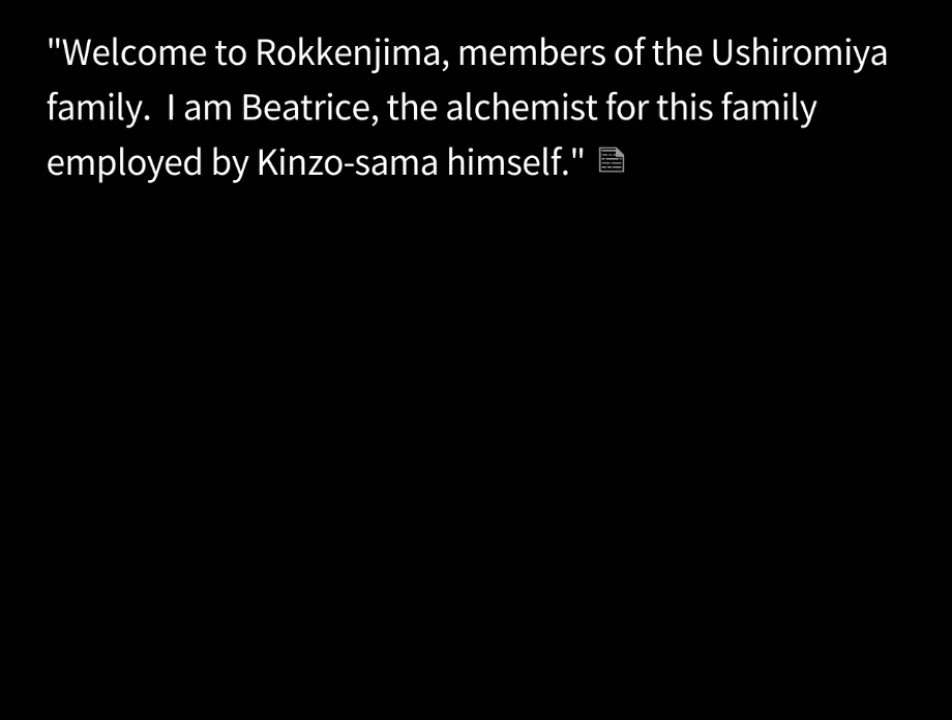 "Welcome to Rokkenjima, members of the Ushiromiya
family.  I am Beatrice, the alchemist for this family
employed by Kinzo-sama himself."